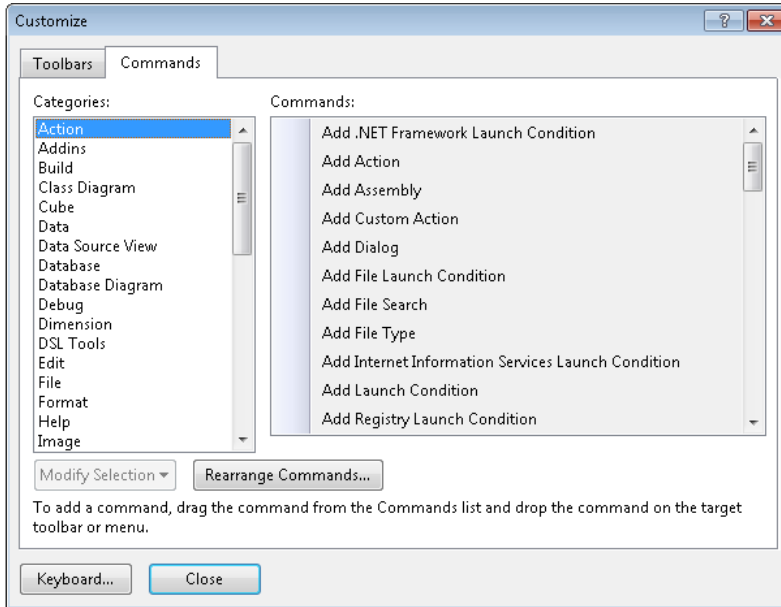 Customize
Toolbars
Commands
Categories:
Action
Addins
Build
Class Diagram
Cube
Data
Data Source View
Database
Database Diagram
Debug
Dimension
DSL Tools
Edit
File
Format
Help
Image
Commands:
Add .NET Framework Launch Condition
Add Action
Add Assembly
Add Custom Action
Add Dialog
Add File Launch Condition
Add File Search
Add File Type
Add Internet Information Services Launch Condition
Add Launch Condition
Add Registry Launch Condition
Modify Selection
Rearrange Commands...
To add a command, drag the command from the Commands list and drop the command on the target
toolbar or menu.
Keyboard...
Close